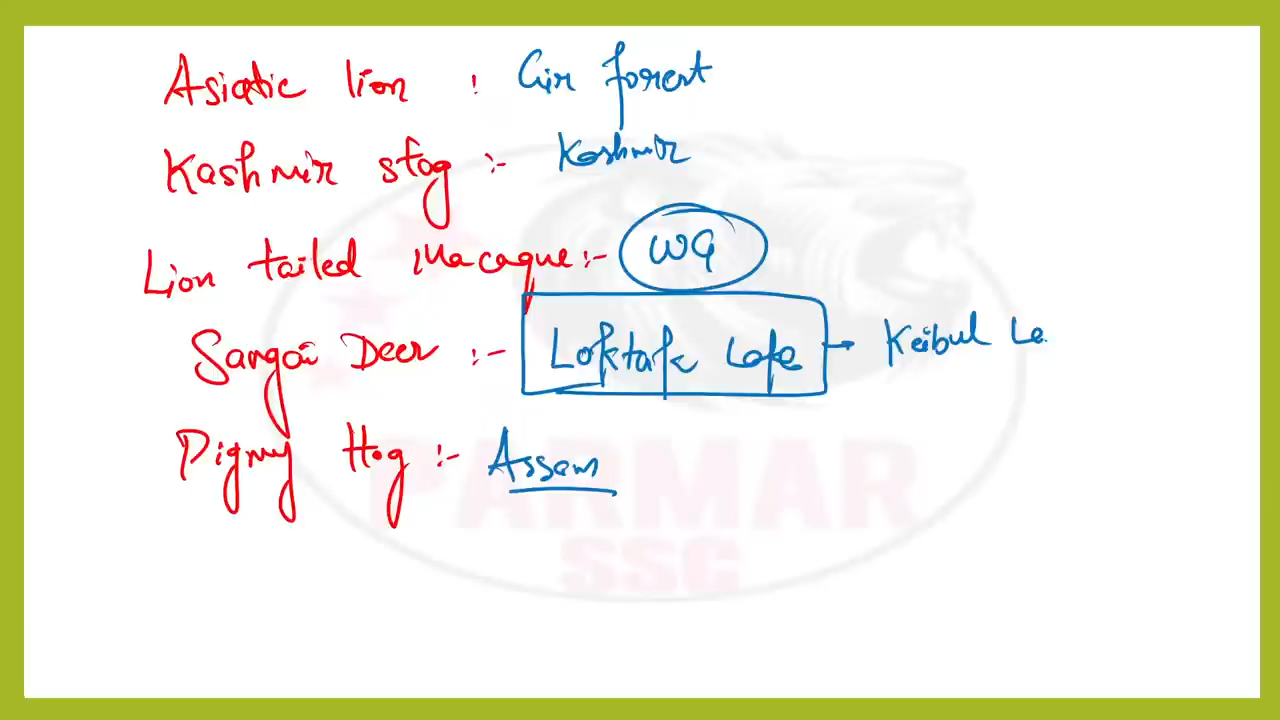 Asiatic lion : Gir forest
Kashmir stag :- Kashmir
Lion tailed Macaque :- WG
Sangai Deer :- Loktak Lake → Keibul La
Pigmy Hog :- Assam
PARMAR
SSC